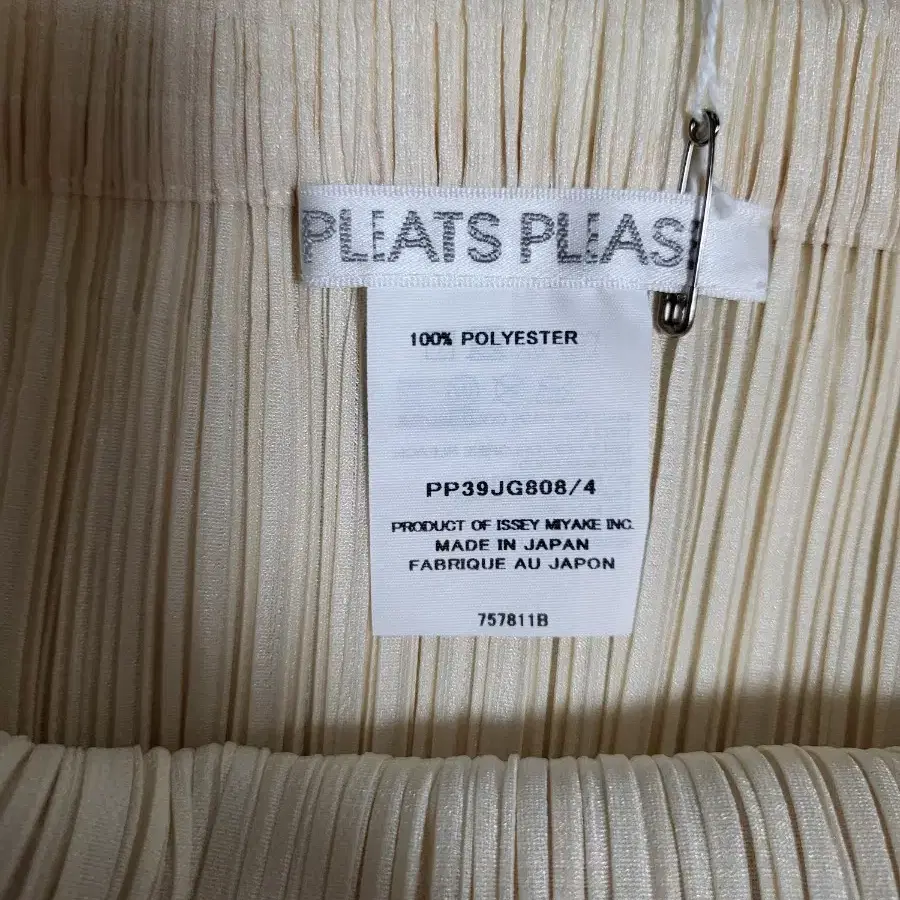 PLEATS PLEAS
100% POLYESTER
PP39JG808/4
PRODUCT OF ISSEY MIYAKE INC.
MADE IN JAPAN
FABRIQUE AU JAPON
757811B